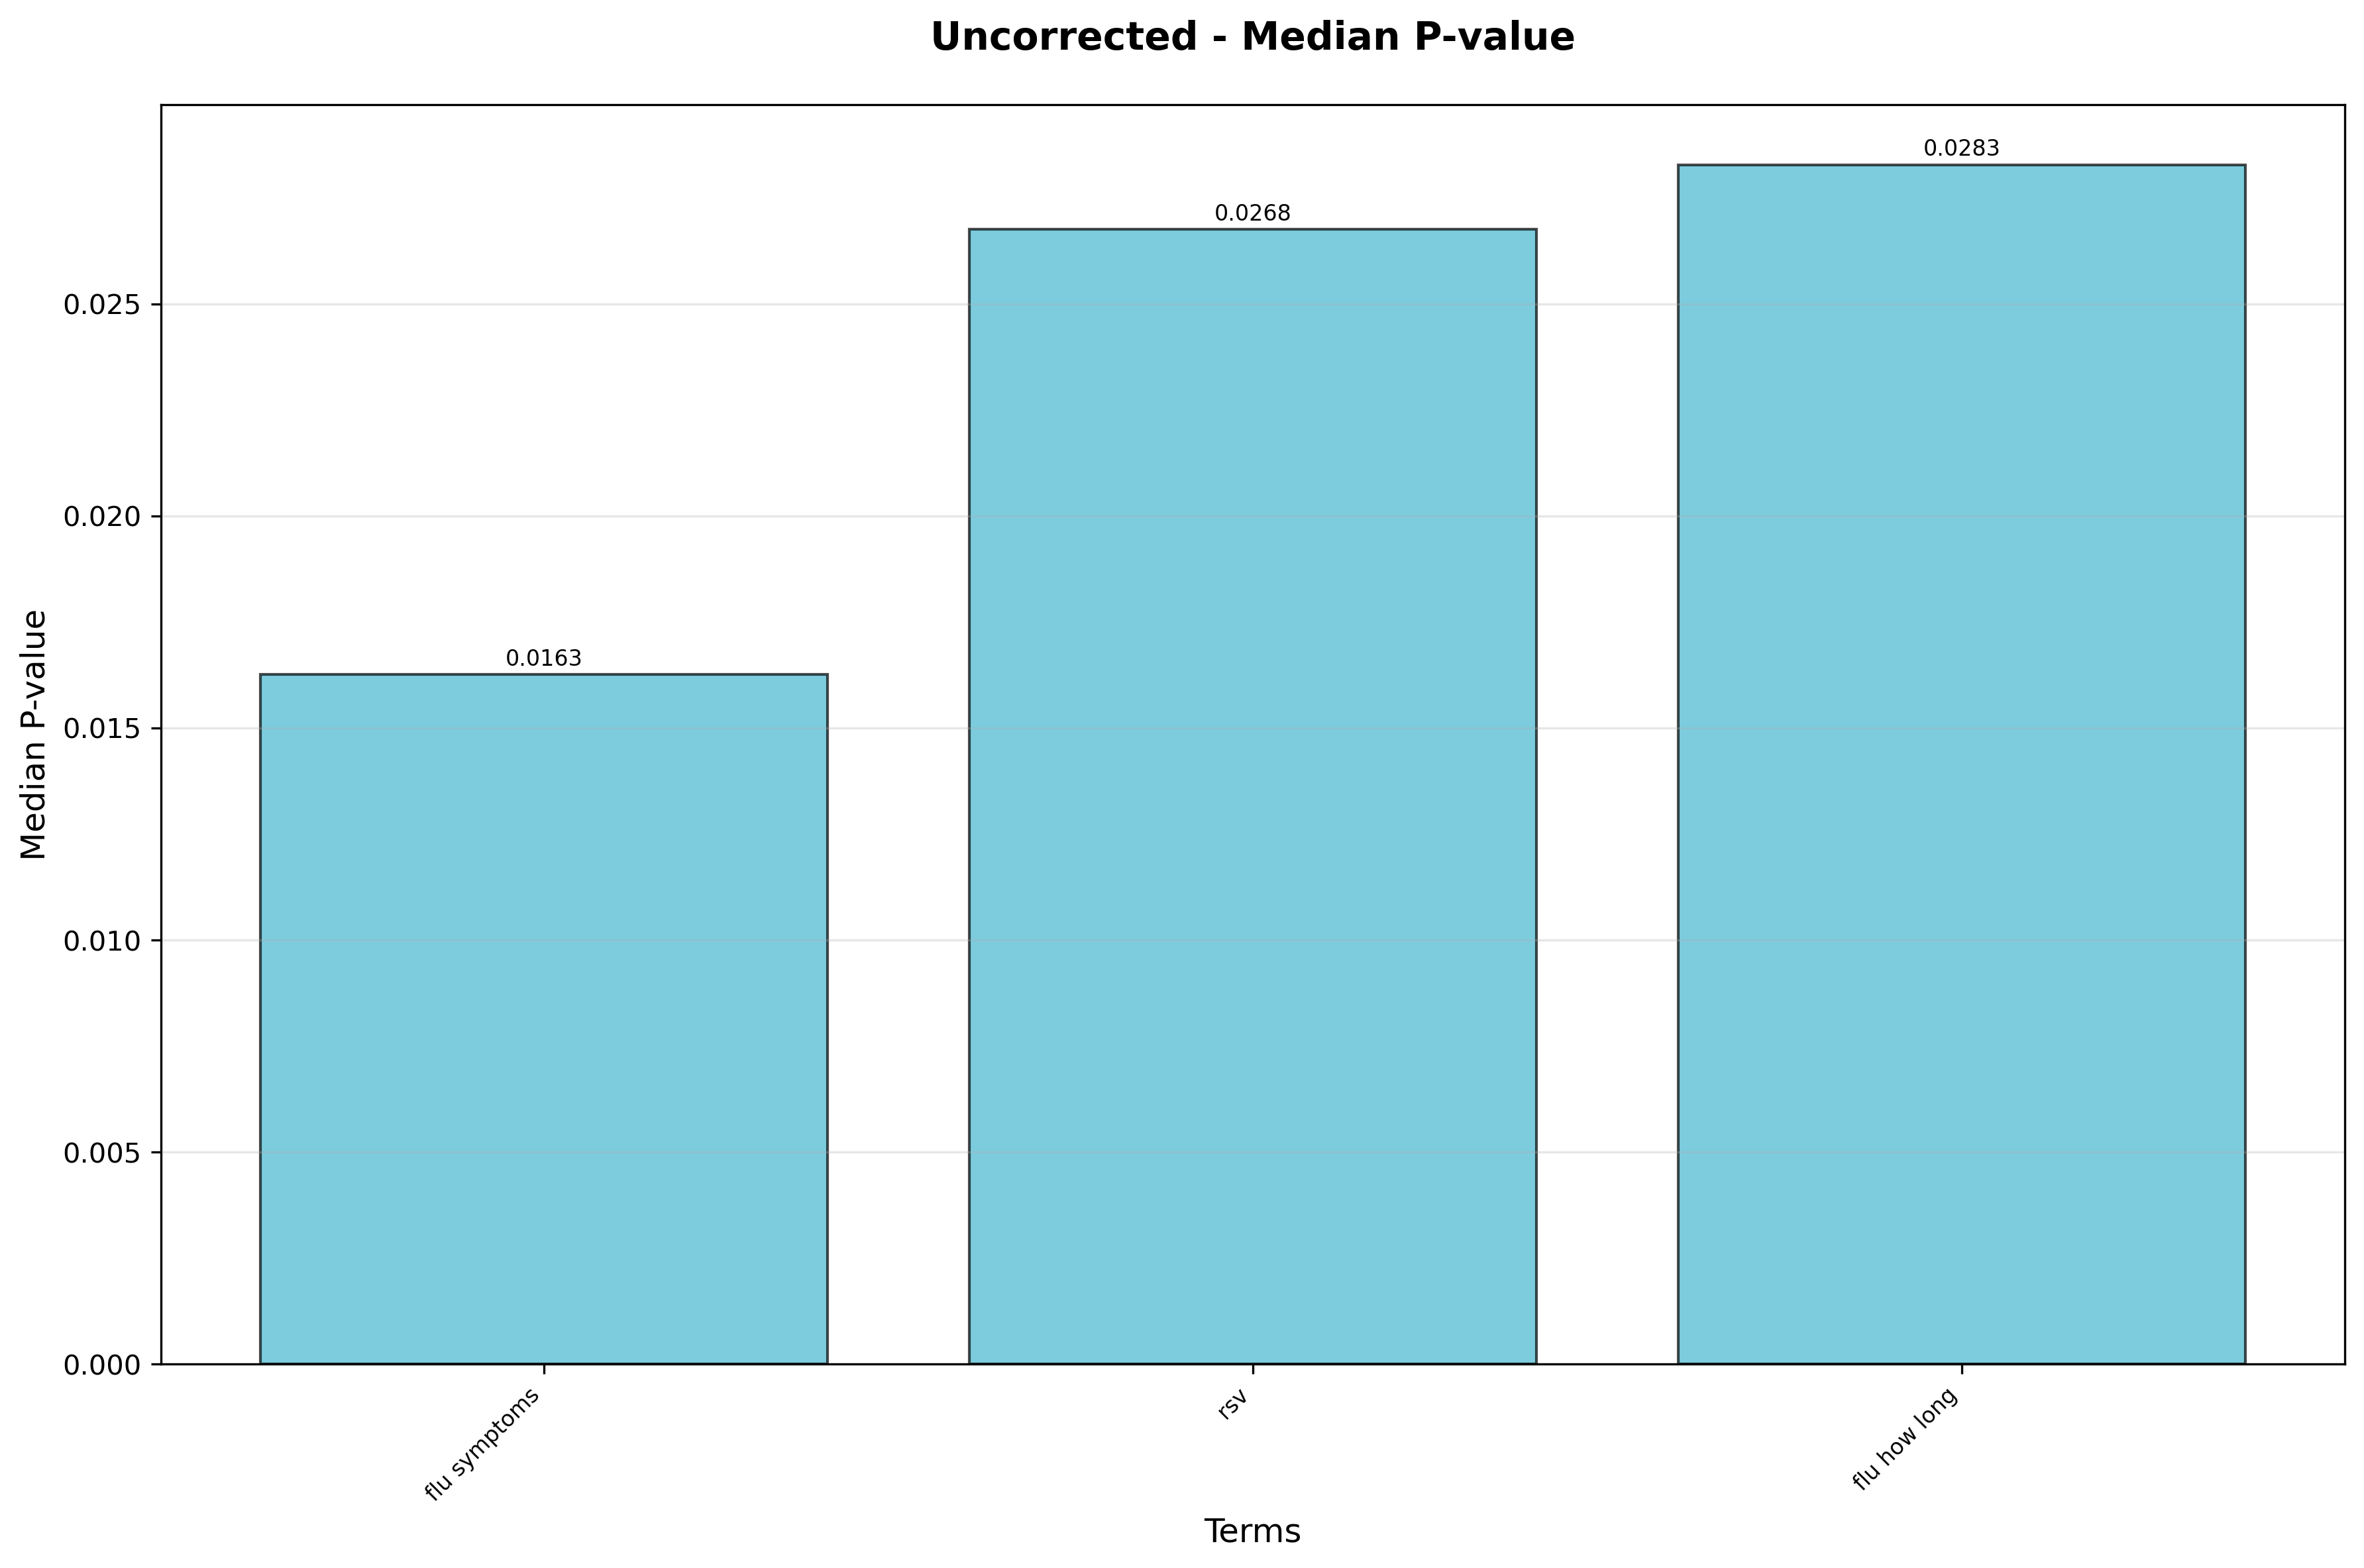 Uncorrected - Median P-value
Median P-value
0.025
0.020
0.015
0.010
0.005
0.000
0.0163
0.0268
0.0283
flu symptoms
rsv
flu how long
Terms